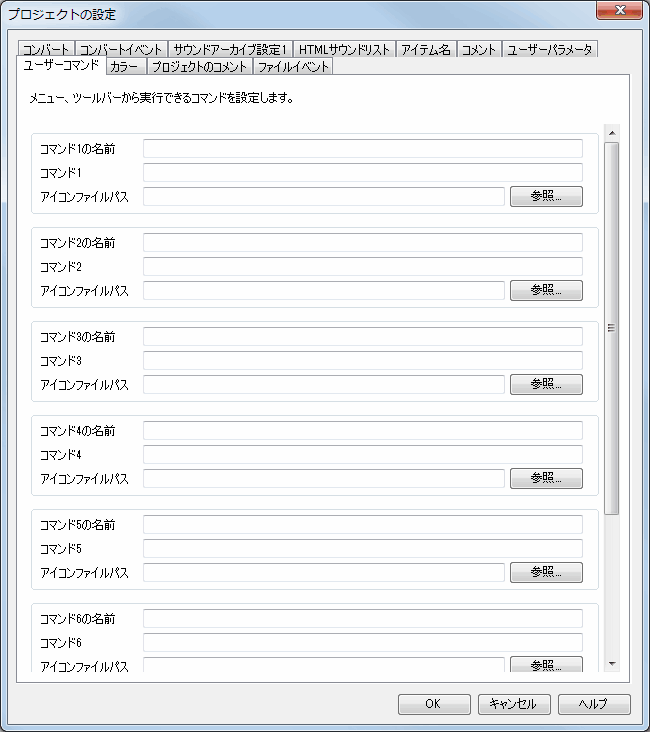 プロジェクトの設定
コンバート コンバートイベント サウンドアーカイブ設定1 HTMLサウンドリスト アイテム名 コメント ユーザーパラメータ
ユーザーコマンド カラー プロジェクトのコメント ファイルイベント
メニュー、ツールバーから実行できるコマンドを設定します。
コマンド1の名前
コマンド1
アイコンファイルパス 参照...
コマンド2の名前
コマンド2
アイコンファイルパス 参照...
コマンド3の名前
コマンド3
アイコンファイルパス 参照...
コマンド4の名前
コマンド4
アイコンファイルパス 参照...
コマンド5の名前
コマンド5
アイコンファイルパス 参照...
コマンド6の名前
コマンド6
アイコンファイルパス 参照...
OK キャンセル ヘルプ